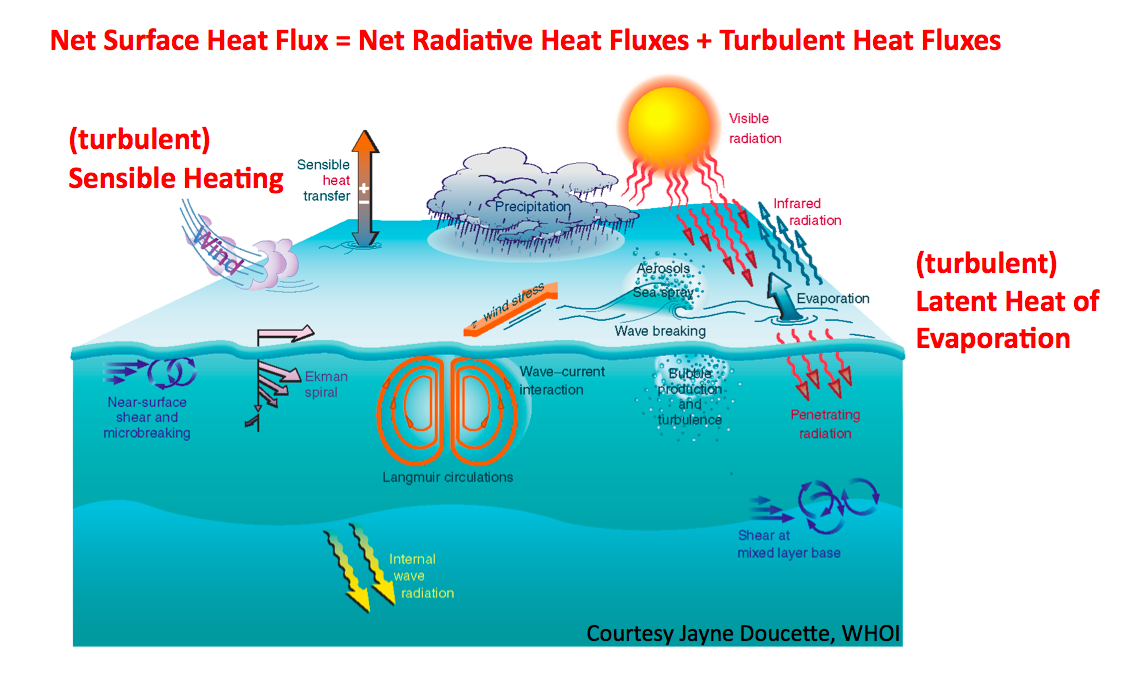 Net Surface Heat Flux = Net Radiative Heat Fluxes + Turbulent Heat Fluxes
(turbulent)
Sensible Heating
Sensible
heat
transfer
+
–
Wind
Precipitation
Visible
radiation
Infrared
radiation
(turbulent)
Latent Heat of
Evaporation
Aerosols
Sea spray
Evaporation
wind stress
Wave breaking
Near-surface
shear and
microbreaking
Ekman
spiral
Wave–current
interaction
Langmuir circulations
Bubble
production
and
turbulence
Penetrating
radiation
Shear at
mixed layer base
Internal
wave
radiation
Courtesy Jayne Doucette, WHOI